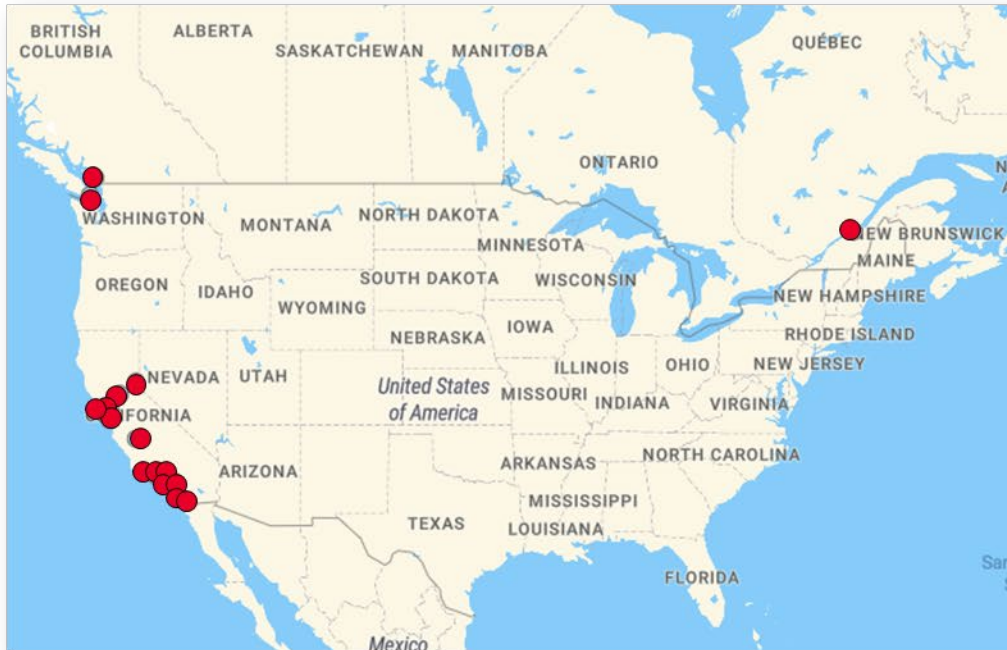 BRITISH
COLUMBIA
ALBERTA
SASKATCHEWAN
MANITOBA
QUÉBEC
ONTARIO
WASHINGTON
MONTANA
NORTH DAKOTA
MINNESOTA
NEW BRUNSWICK
MAINE
OREGON
IDAHO
SOUTH DAKOTA
WISCONSIN
WYOMING
NEW HAMPSHIRE
NEBRASKA
IOWA
RHODE ISLAND
NEVADA
UTAH
ILLINOIS
OHIO
NEW JERSEY
United States
of America
MISSOURI
INDIANA
VIRGINIA
CALIFORNIA
ARIZONA
ARKANSAS
NORTH CAROLINA
MISSISSIPPI
TEXAS
LOUISIANA
FLORIDA
Mexico